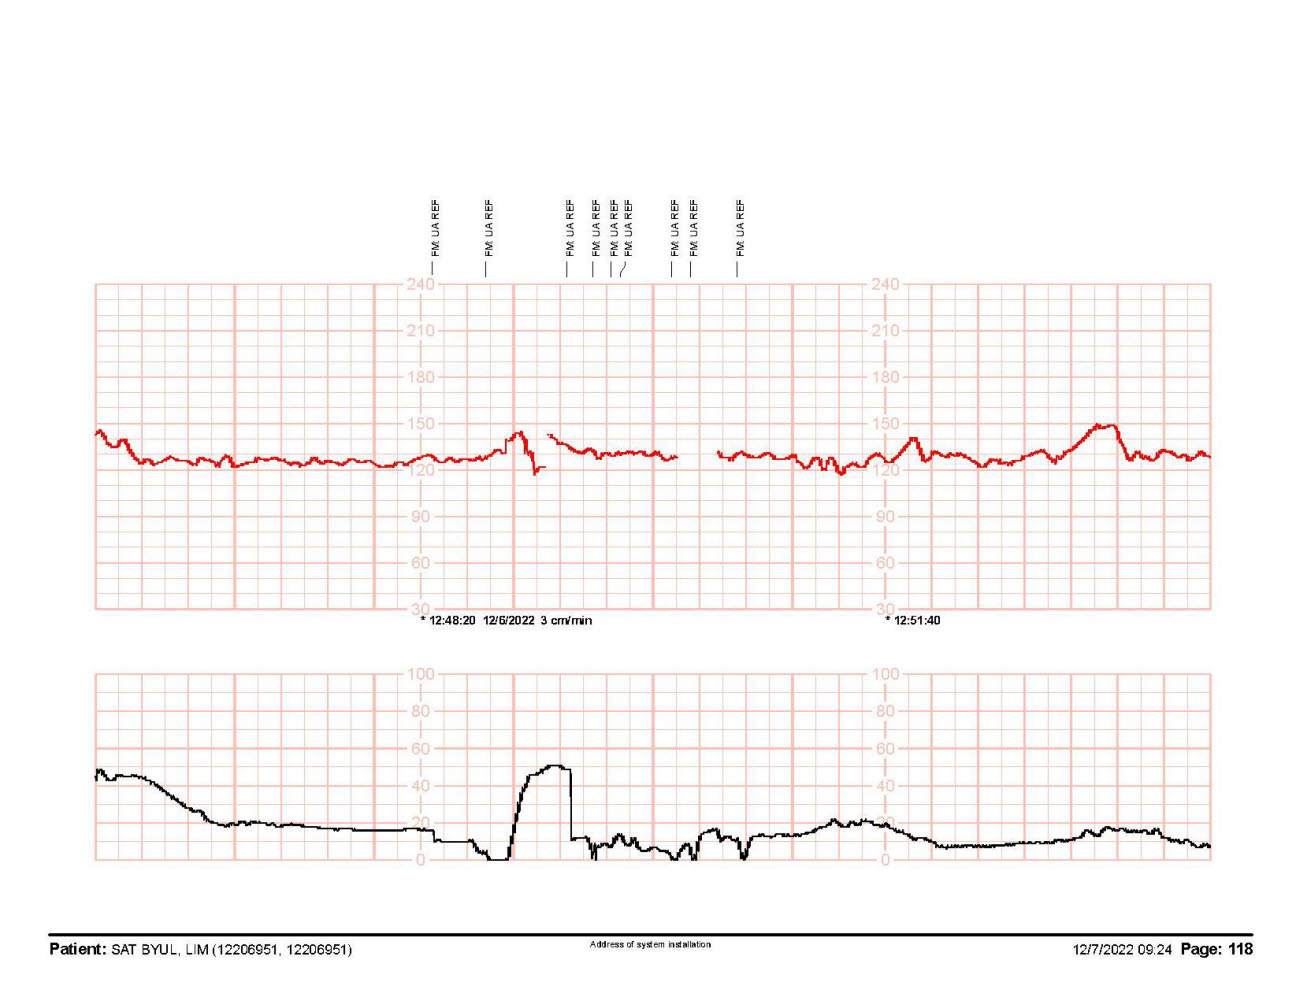 FM: UA REF
FM: UA REF
FM: UA REF
FM: UA REF
FM: UA REF
FM: UA REF
FM: UA REF
FM: UA REF
FM: UA REF
240 240
210 210
180 180
150 150
120 120
90 90
60 60
30 30
* 12:48:20 12/6/2022 3 cm/min * 12:51:40
100 100
80 80
60 60
40 40
20 20
0 0
Patient: SAT BYUL, LIM (12206951, 12206951) Address of system installation 12/7/2022 09:24 Page: 118